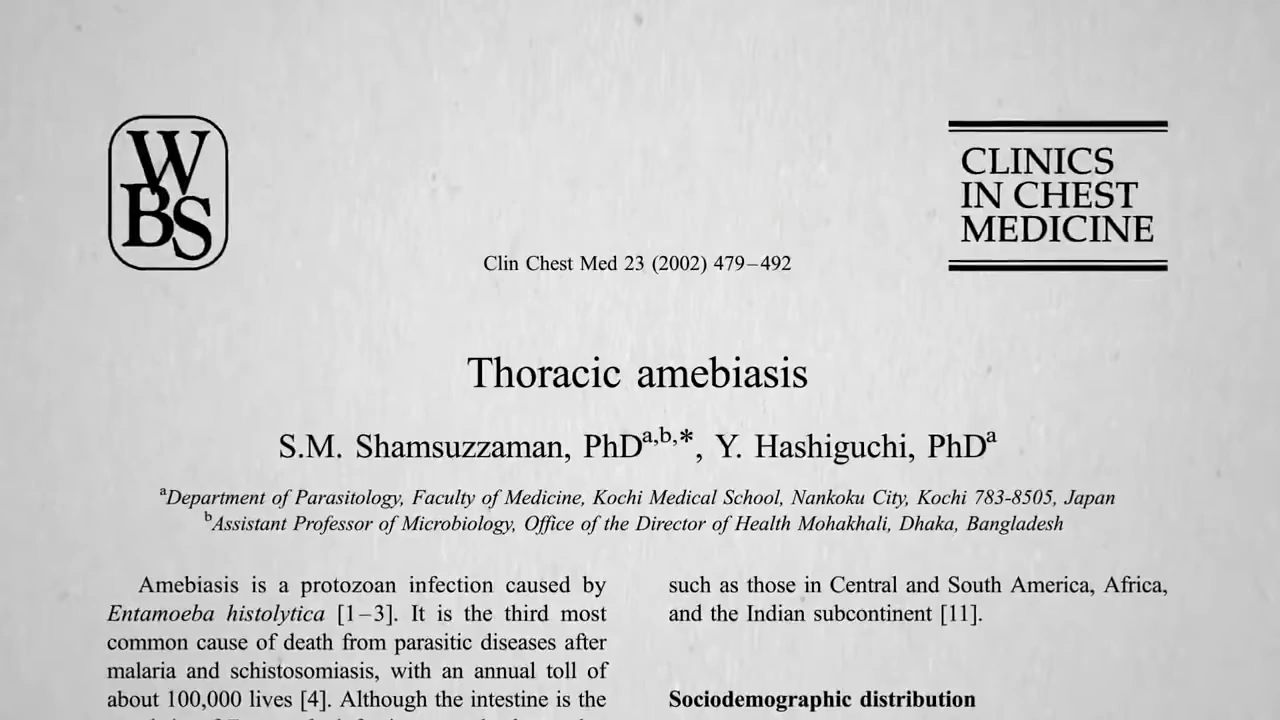 WBS
CLINICS
IN CHEST
MEDICINE
Clin Chest Med 23 (2002) 479–492
Thoracic amebiasis
S.M. Shamsuzzaman, PhDa,b,*, Y. Hashiguchi, PhDa
aDepartment of Parasitology, Faculty of Medicine, Kochi Medical School, Nankoku City, Kochi 783-8505, Japan
bAssistant Professor of Microbiology, Office of the Director of Health Mohakhali, Dhaka, Bangladesh
Amebiasis is a protozoan infection caused by
Entamoeba histolytica [1–3]. It is the third most
common cause of death from parasitic diseases after
malaria and schistosomiasis, with an annual toll of
about 100,000 lives [4]. Although the intestine is the
such as those in Central and South America, Africa,
and the Indian subcontinent [11].
Sociodemographic distribution